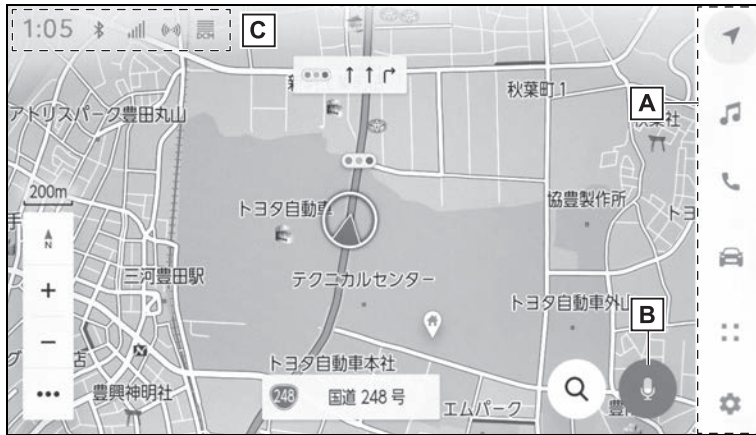 1:05
DCM
C
秋葉町1
A
アトリスパーク豊田丸山
200m
協豊製作所
トヨタ自動車
N
三河豊田駅
テクニカルセンター
トヨタ自動車外山
B
トヨタ自動車本社
豊興神明社
248 国道 248 号
エムパーク